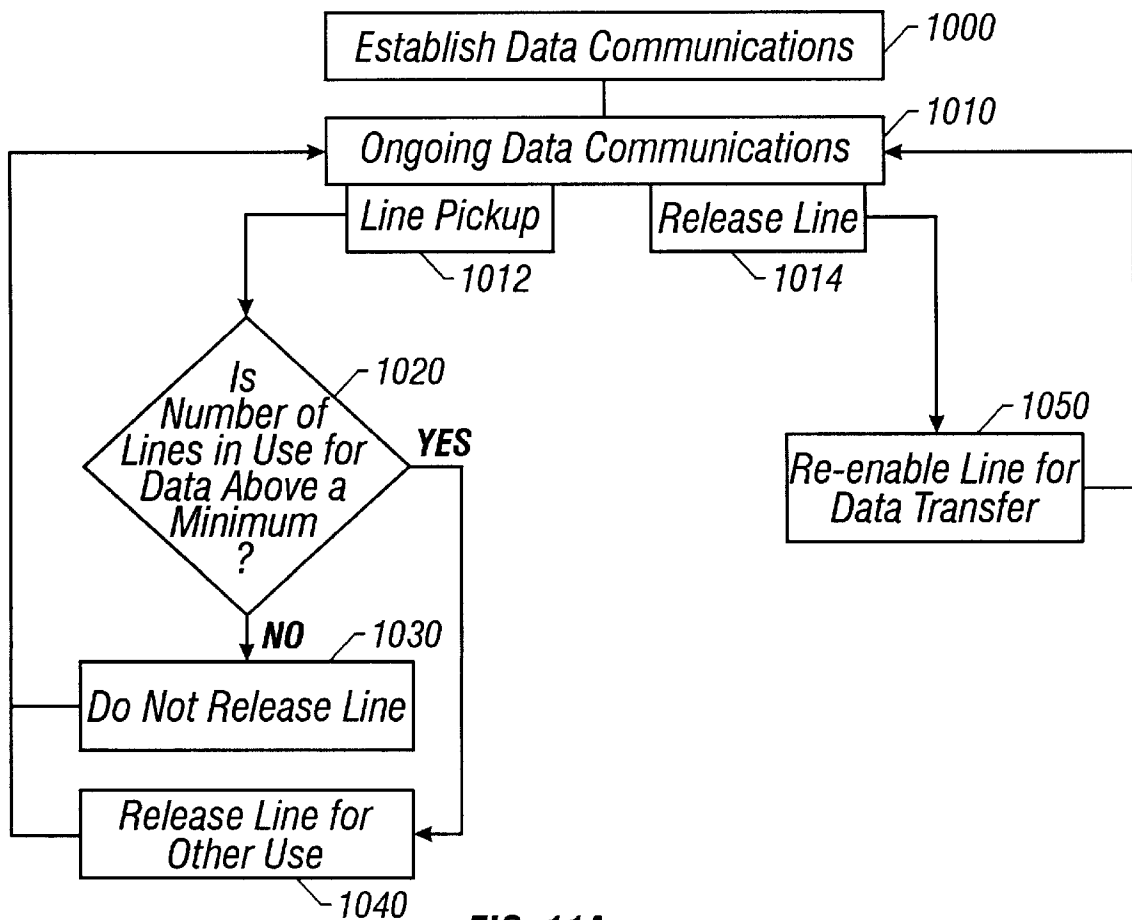 Establish Data Communications
1000
1010
Ongoing Data Communications
Line Pickup
Release Line
1012
1014
Is
Number of
Lines in Use for
Data Above a
Minimum
?
1020
YES
1050
Re-enable Line for
Data Transfer
NO
1030
Do Not Release Line
Release Line for
Other Use
1040
FIG. 11A